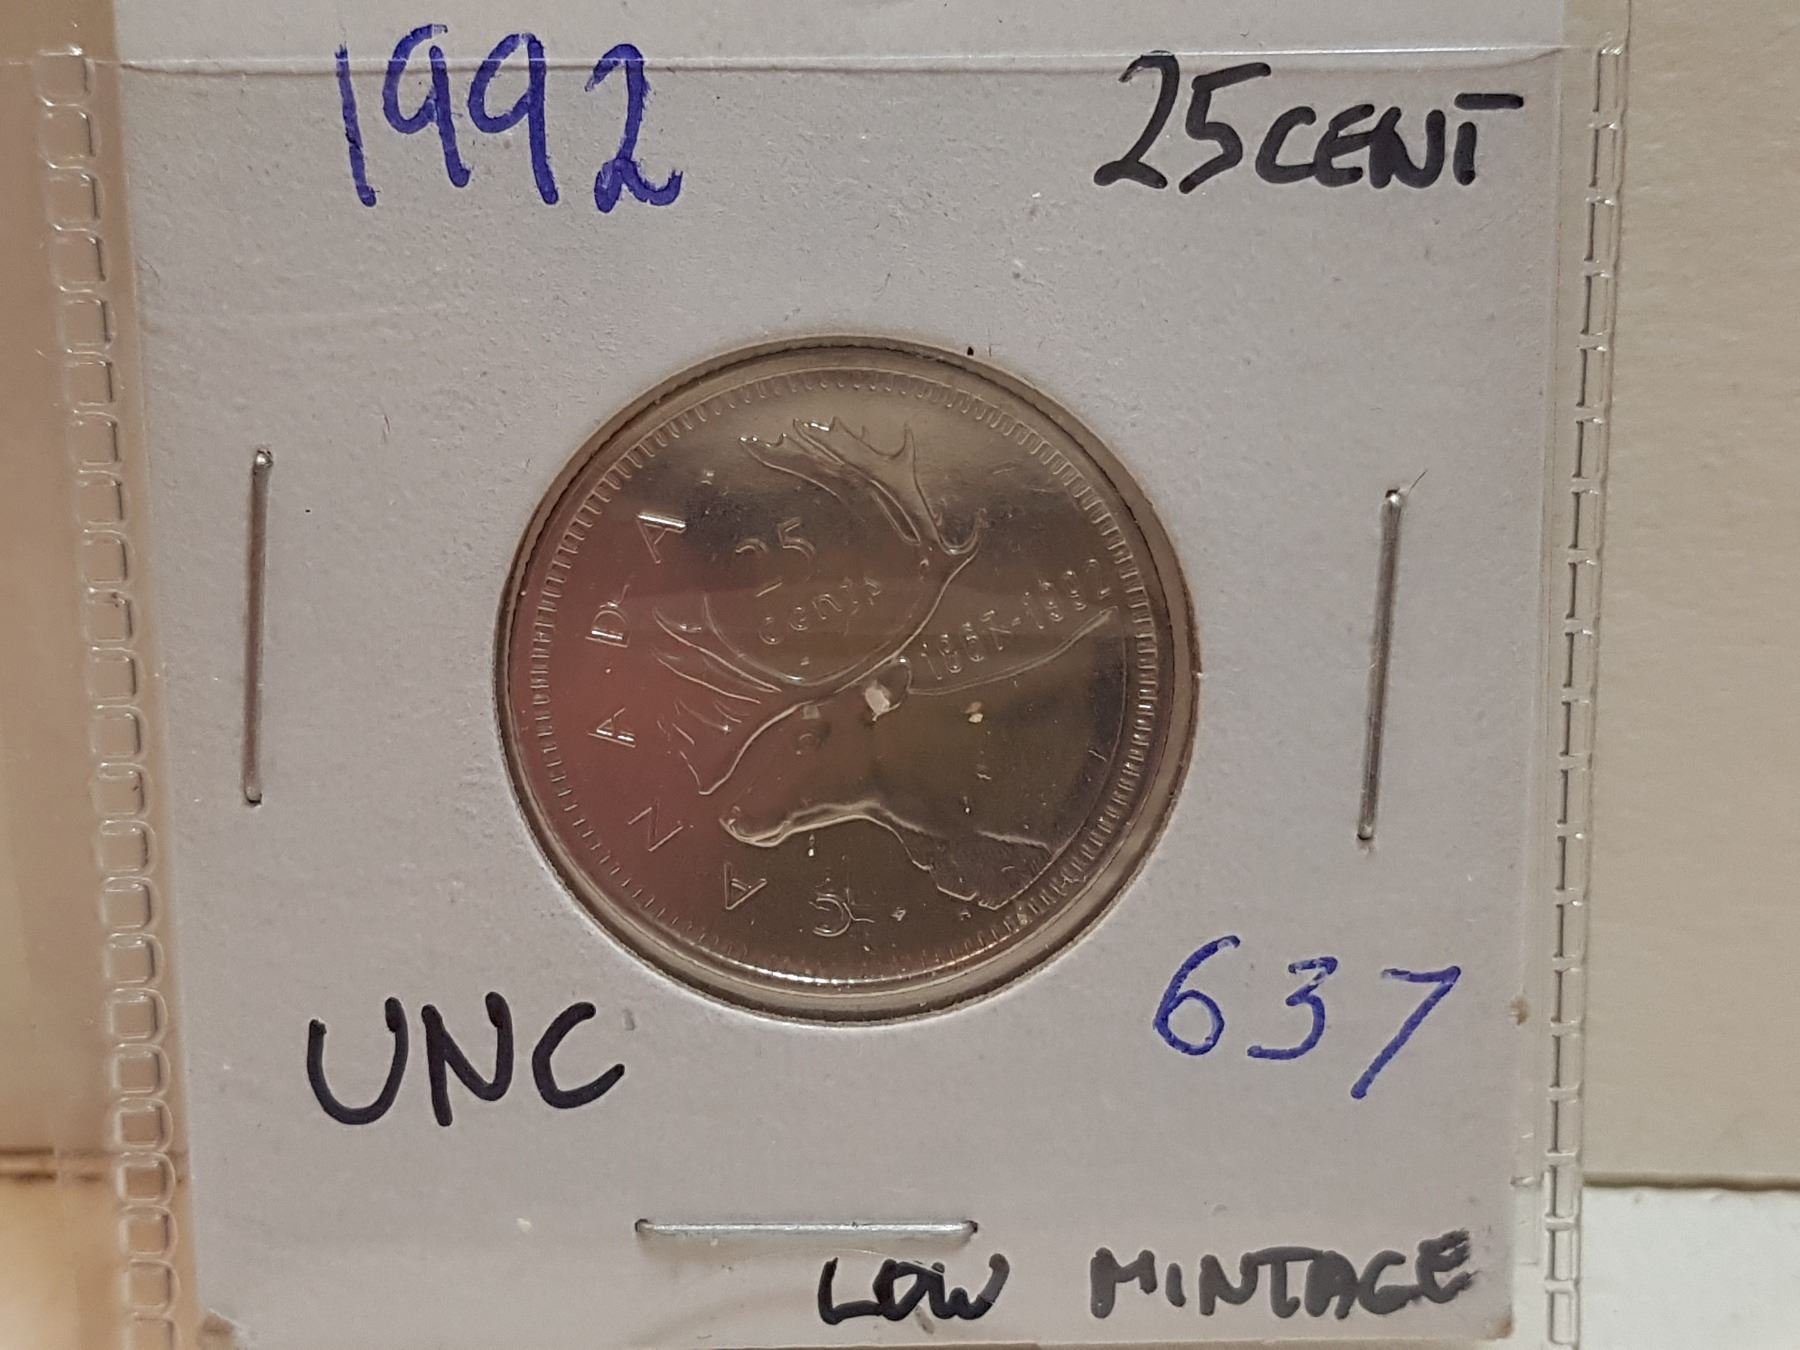 1992 25CENT
CANADA
25
cents
1867-1992
UNC 637
LOW MINTAGE